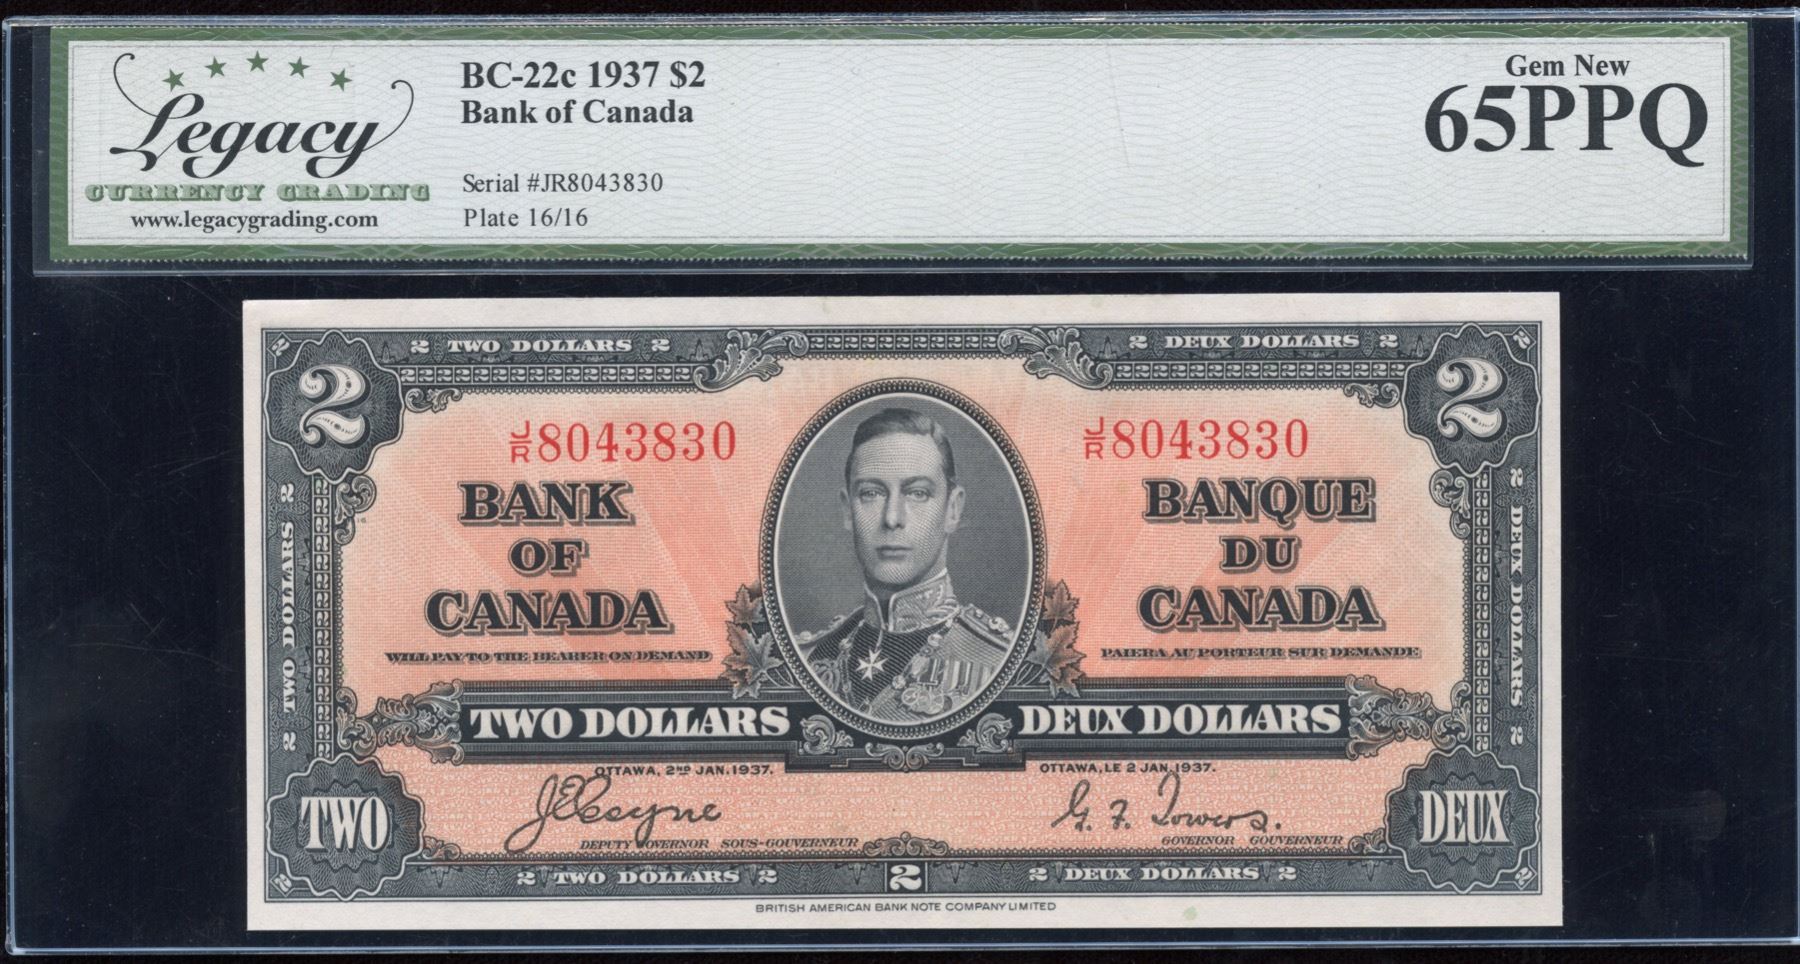 Legacy
CURRENCY GRADING
www.legacygrading.com
BC-22c 1937 $2
Bank of Canada
Serial #JR8043830
Plate 16/16
Gem New
65PPQ
2 TWO DOLLARS 2
2 DEUX DOLLARS 2
2
2
J/R 8043830
J/R 8043830
BANK
OF
CANADA
WILL PAY TO THE BEARER ON DEMAND
BANQUE
DU
CANADA
PAIERA AU PORTEUR SUR DEMANDE
2 TWO DOLLARS 2
2 DEUX DOLLARS 2
TWO DOLLARS
DEUX DOLLARS
OTTAWA, 2ND JAN. 1937.
OTTAWA, LE 2 JAN. 1937.
J E Coyne
G. F. Towers.
DEPUTY GOVERNOR SOUS-GOUVERNEUR
GOVERNOR GOUVERNEUR
TWO
DEUX
2 TWO DOLLARS 2
2
2 DEUX DOLLARS 2
BRITISH AMERICAN BANK NOTE COMPANY LIMITED